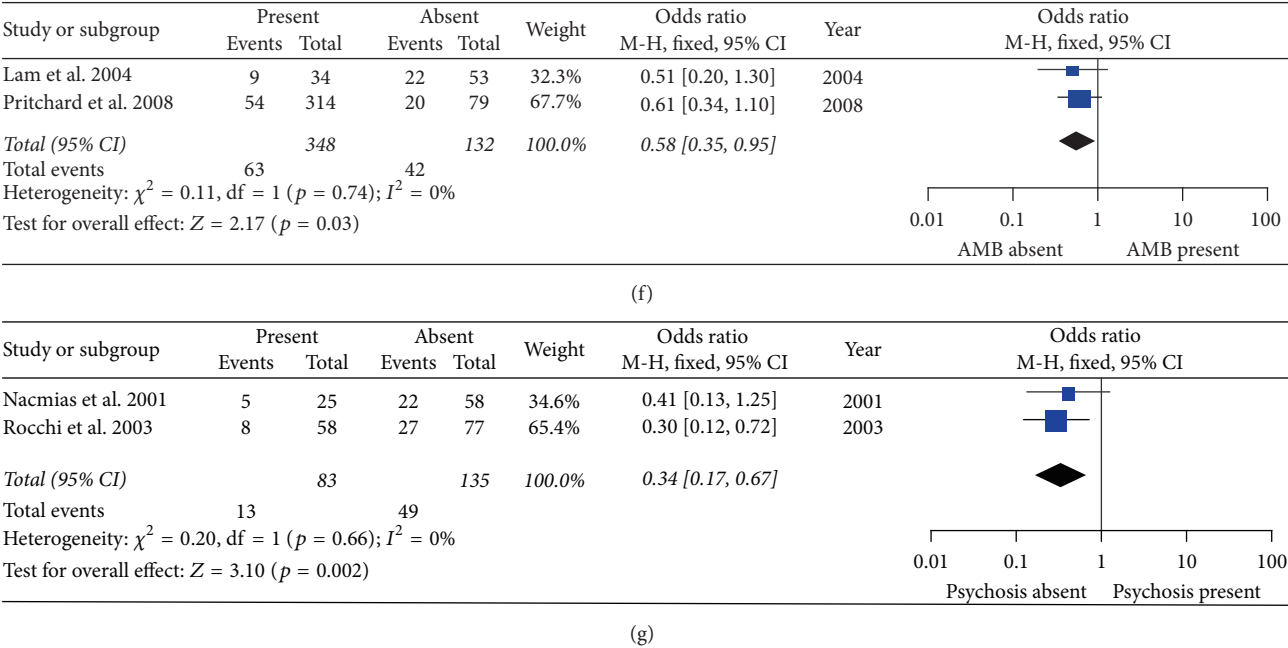 Study or subgroup Present Absent Weight Odds ratio Year Odds ratio
Events Total Events Total M-H, fixed, 95% CI M-H, fixed, 95% CI
Lam et al. 2004 9 34 22 53 32.3% 0.51 [0.20, 1.30] 2004
Pritchard et al. 2008 54 314 20 79 67.7% 0.61 [0.34, 1.10] 2008
Total (95% CI) 348 132 100.0% 0.58 [0.35, 0.95]
Total events 63 42
Heterogeneity: χ² = 0.11, df = 1 (p = 0.74); I² = 0%
Test for overall effect: Z = 2.17 (p = 0.03)
0.01 0.1 1 10 100
AMB absent AMB present
(f)
Study or subgroup Present Absent Weight Odds ratio Year Odds ratio
Events Total Events Total M-H, fixed, 95% CI M-H, fixed, 95% CI
Nacmias et al. 2001 5 25 22 58 34.6% 0.41 [0.13, 1.25] 2001
Rocchi et al. 2003 8 58 27 77 65.4% 0.30 [0.12, 0.72] 2003
Total (95% CI) 83 135 100.0% 0.34 [0.17, 0.67]
Total events 13 49
Heterogeneity: χ² = 0.20, df = 1 (p = 0.66); I² = 0%
Test for overall effect: Z = 3.10 (p = 0.002)
0.01 0.1 1 10 100
Psychosis absent Psychosis present
(g)